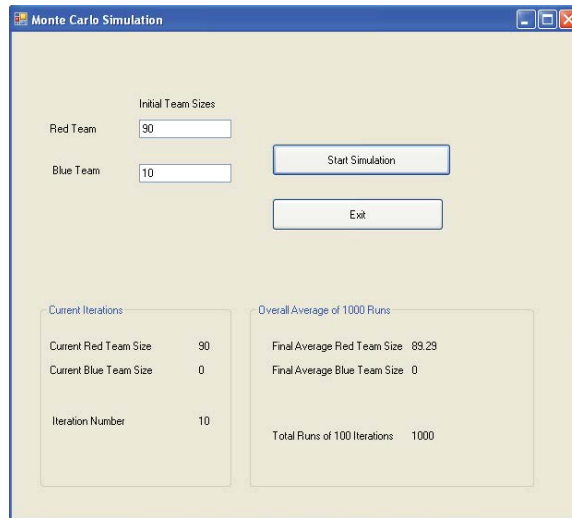 Monte Carlo Simulation
Initial Team Sizes
Red Team 90
Blue Team 10
Start Simulation
Exit
Current Iterations
Current Red Team Size 90
Current Blue Team Size 0
Iteration Number 10
Overall Average of 1000 Runs
Final Average Red Team Size 89.29
Final Average Blue Team Size 0
Total Runs of 100 Iterations 1000